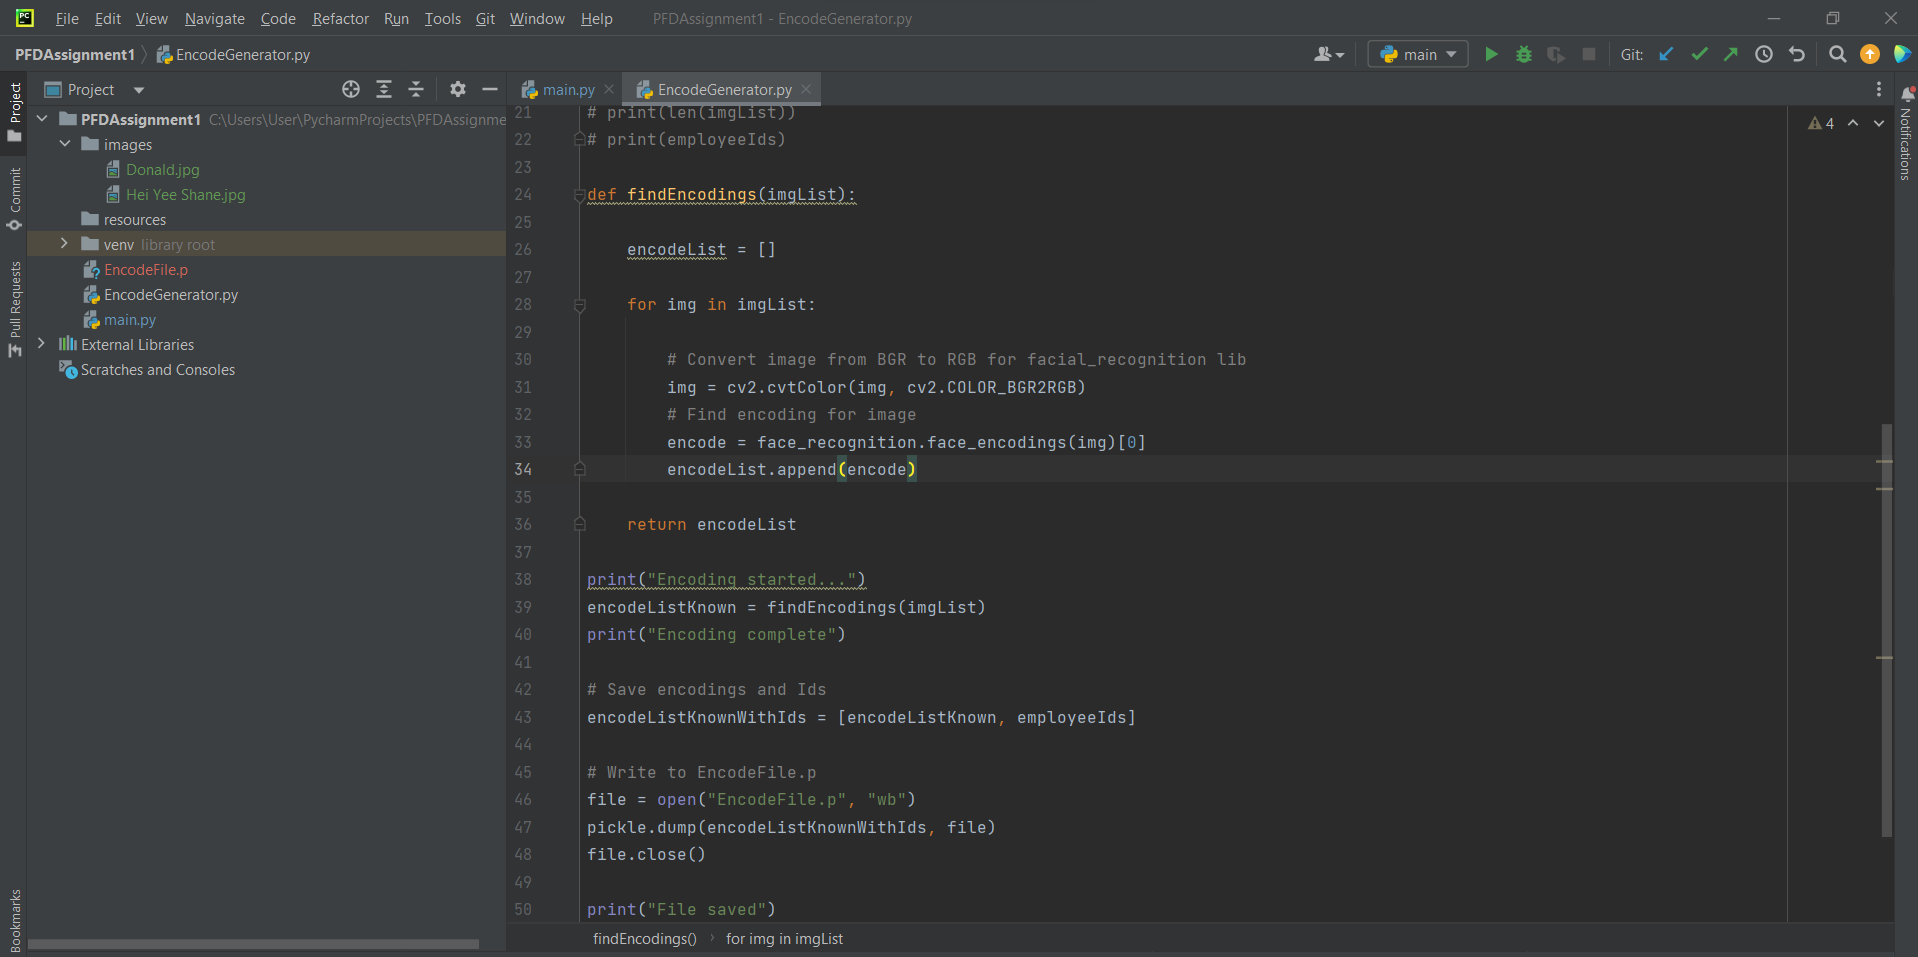 PC File Edit View Navigate Code Refactor Run Tools Git Window Help PFDAssignment1 - EncodeGenerator.py
PFDAssignment1 EncodeGenerator.py main Git:
Project
Commit
Pull Requests
Bookmarks
Project
PFDAssignment1 C:\Users\User\PycharmProjects\PFDAssignme
images
Donald.jpg
Hei Yee Shane.jpg
resources
venv library root
EncodeFile.p
EncodeGenerator.py
main.py
External Libraries
Scratches and Consoles
main.py EncodeGenerator.py
4
Notifications
21 # print(len(imgList))
22 # print(employeeIds)
23
24 def findEncodings(imgList):
25
26 encodeList = []
27
28 for img in imgList:
29
30 # Convert image from BGR to RGB for facial_recognition lib
31 img = cv2.cvtColor(img, cv2.COLOR_BGR2RGB)
32 # Find encoding for image
33 encode = face_recognition.face_encodings(img)[0]
34 encodeList.append(encode)
35
36 return encodeList
37
38 print("Encoding started...")
39 encodeListKnown = findEncodings(imgList)
40 print("Encoding complete")
41
42 # Save encodings and Ids
43 encodeListKnownWithIds = [encodeListKnown, employeeIds]
44
45 # Write to EncodeFile.p
46 file = open("EncodeFile.p", "wb")
47 pickle.dump(encodeListKnownWithIds, file)
48 file.close()
49
50 print("File saved")
findEncodings() › for img in imgList